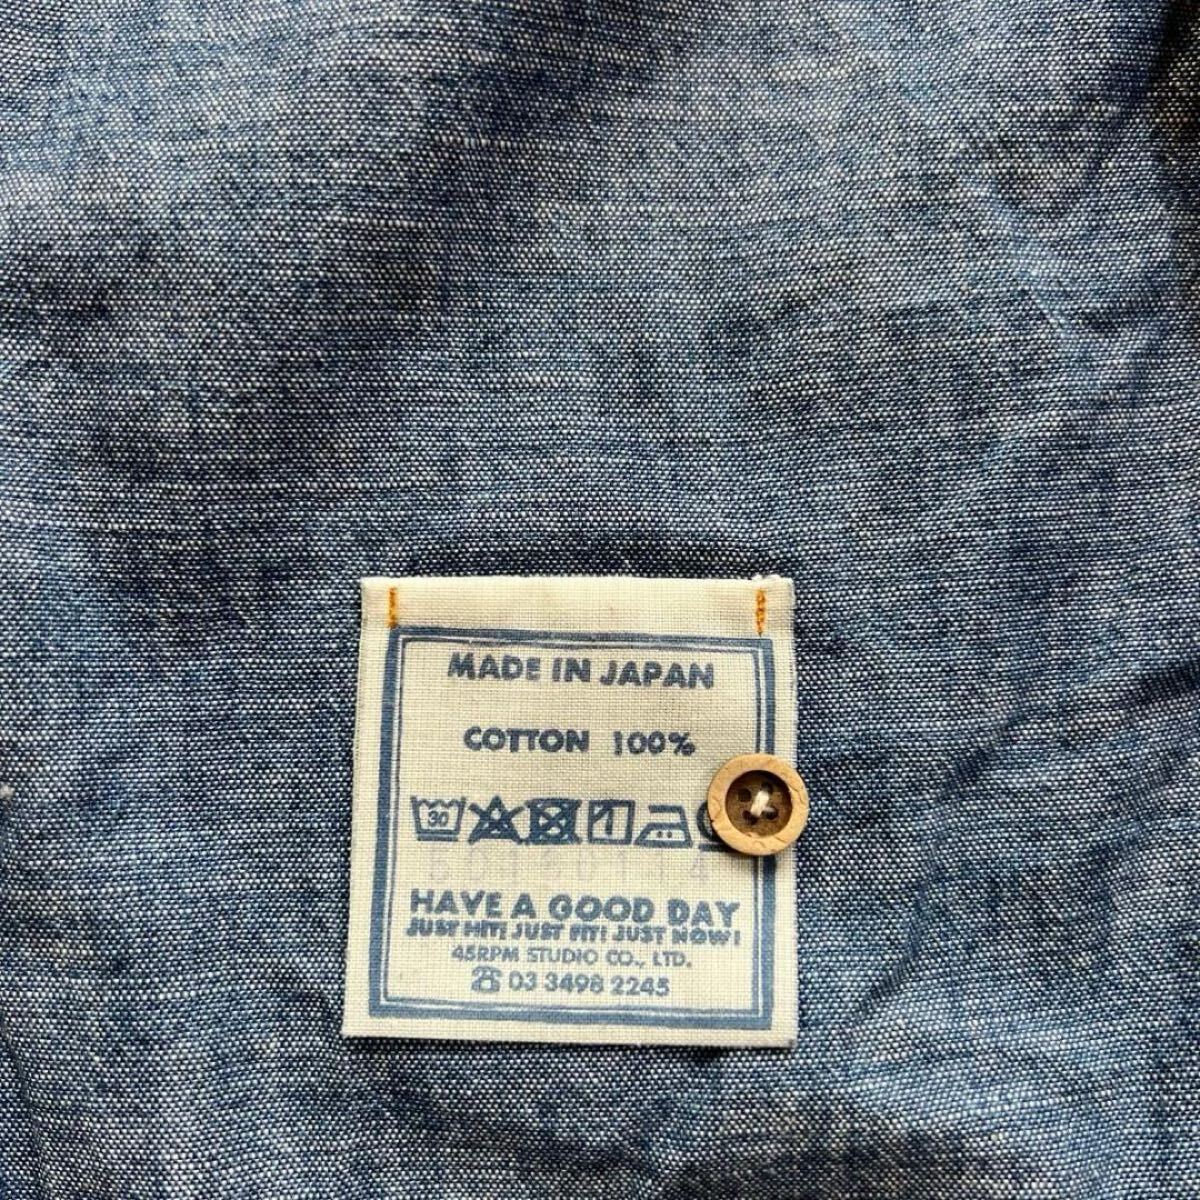 MADE IN JAPAN
COTTON 100%
30
HAVE A GOOD DAY
JUST HIT! JUST FIT! JUST NOW!
45RPM STUDIO CO., LTD.
☎ 03 3498 2245